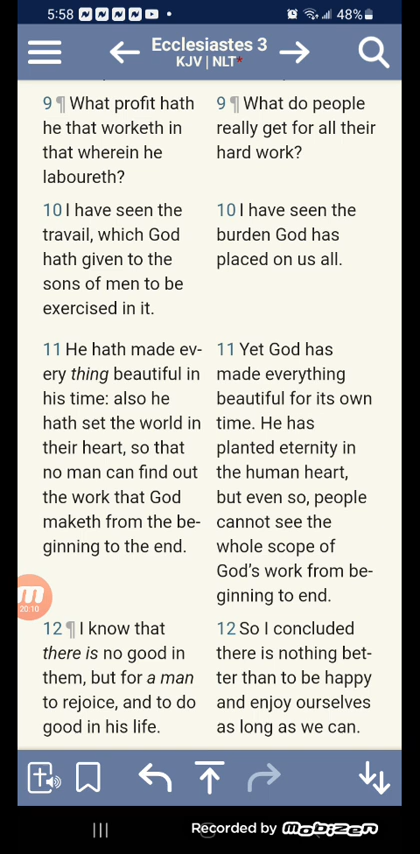 5:58
48%
Ecclesiastes 3
KJV | NLT*
9 ¶ What profit hath
he that worketh in
that wherein he
laboureth?
10 I have seen the
travail, which God
hath given to the
sons of men to be
exercised in it.
11 He hath made ev-
ery thing beautiful in
his time: also he
hath set the world in
their heart, so that
no man can find out
the work that God
maketh from the be-
ginning to the end.
12 ¶ I know that
there is no good in
them, but for a man
to rejoice, and to do
good in his life.
9 ¶ What do people
really get for all their
hard work?
10 I have seen the
burden God has
placed on us all.
11 Yet God has
made everything
beautiful for its own
time. He has
planted eternity in
the human heart,
but even so, people
cannot see the
whole scope of
God's work from be-
ginning to end.
12 So I concluded
there is nothing bet-
ter than to be happy
and enjoy ourselves
as long as we can.
20:10
Recorded by mobizen